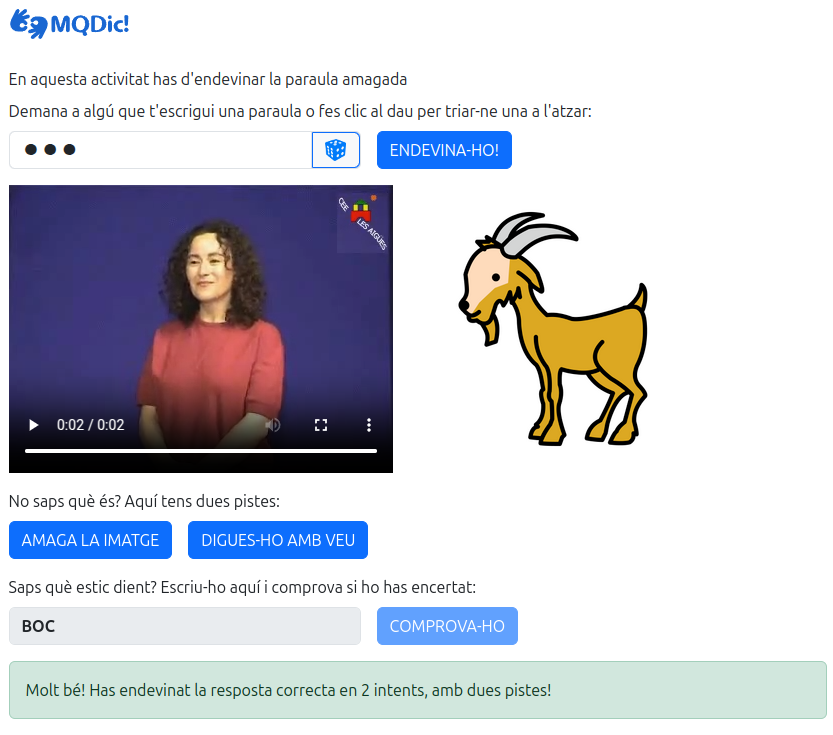 MQDic!
En aquesta activitat has d'endevinar la paraula amagada
Demana a algú que t'escrigui una paraula o fes clic al dau per triar-ne una a l'atzar:
●●●
ENDEVINA-HO!
CEE
LES AIGÜES
0:02 / 0:02
No saps què és? Aquí tens dues pistes:
AMAGA LA IMATGE
DIGUES-HO AMB VEU
Saps què estic dient? Escriu-ho aquí i comprova si ho has encertat:
BOC
COMPROVA-HO
Molt bé! Has endevinat la resposta correcta en 2 intents, amb dues pistes!